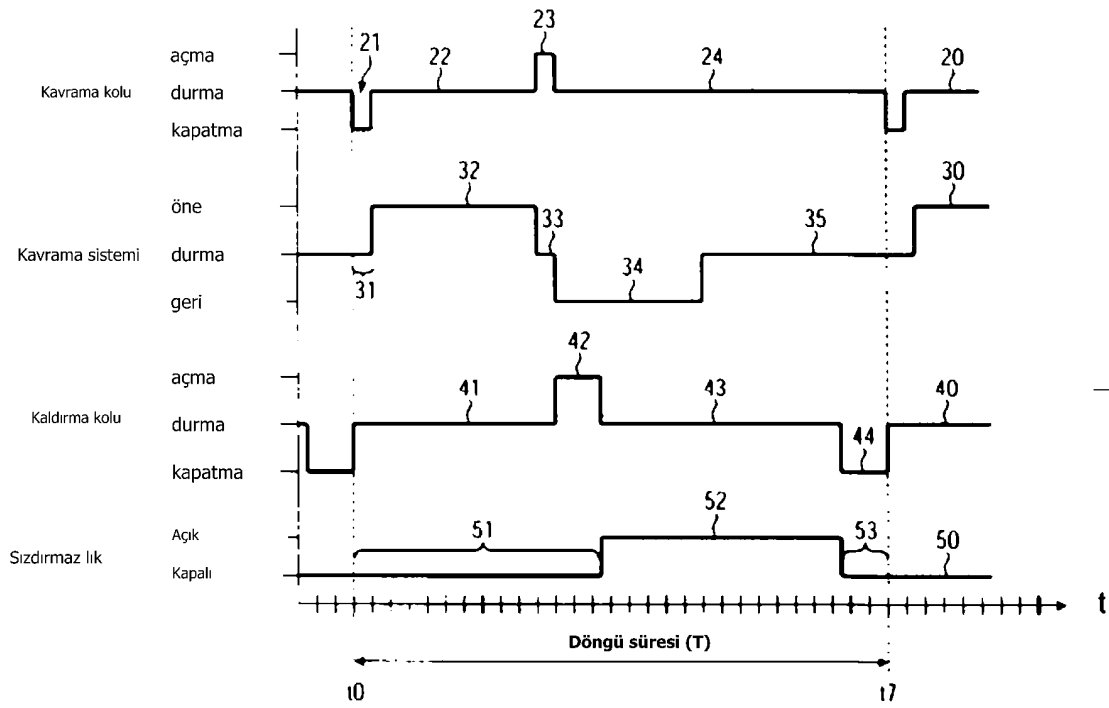 23
açma
21
22
24
20
Kavrama kolu
durma
kapatma
32
30
öne
33
35
Kavrama sistemi
durma
34
31
geri
42
açma
41
43
40
Kaldırma kolu
durma
44
kapatma
52
Açık
51
53
Sızdırmaz lık
50
Kapalı
t
Döngü süresi (T)
t0
t7